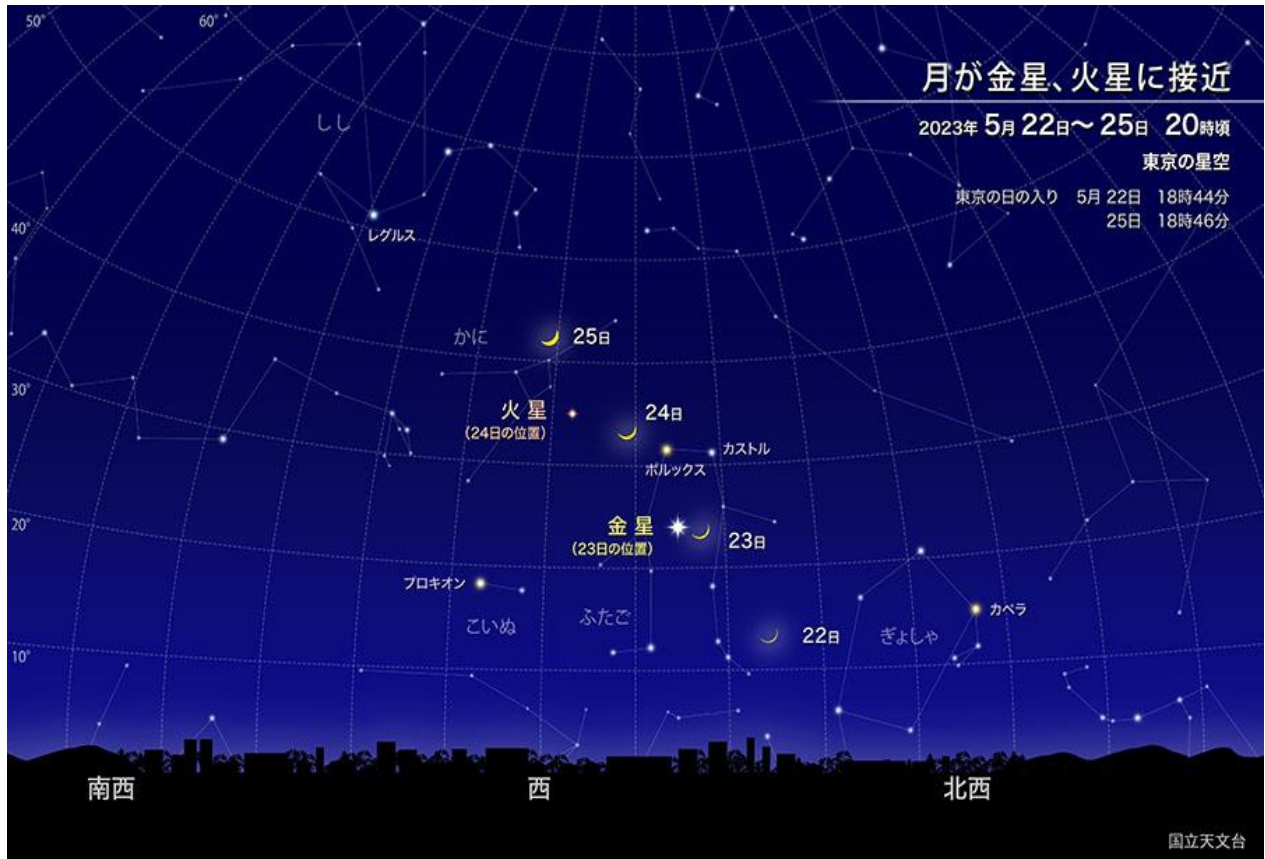 50°
60°
月が金星、火星に接近
2023年 5月 22日〜25日 20時頃
東京の星空
東京の日の入り 5月 22日 18時44分
25日 18時46分
しし
レグルス
40°
かに
25日
30°
火星
(24日の位置)
24日
カストル
ポルックス
20°
金星
(23日の位置)
23日
プロキオン
こいぬ
ふたご
22日
ぎょしゃ
カペラ
10°
南西
西
北西
国立天文台